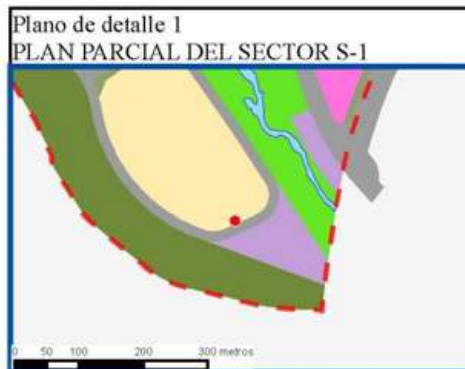 Plano de detalle 1
PLAN PARCIAL DEL SECTOR S-1
0 50 100 200 300 metros